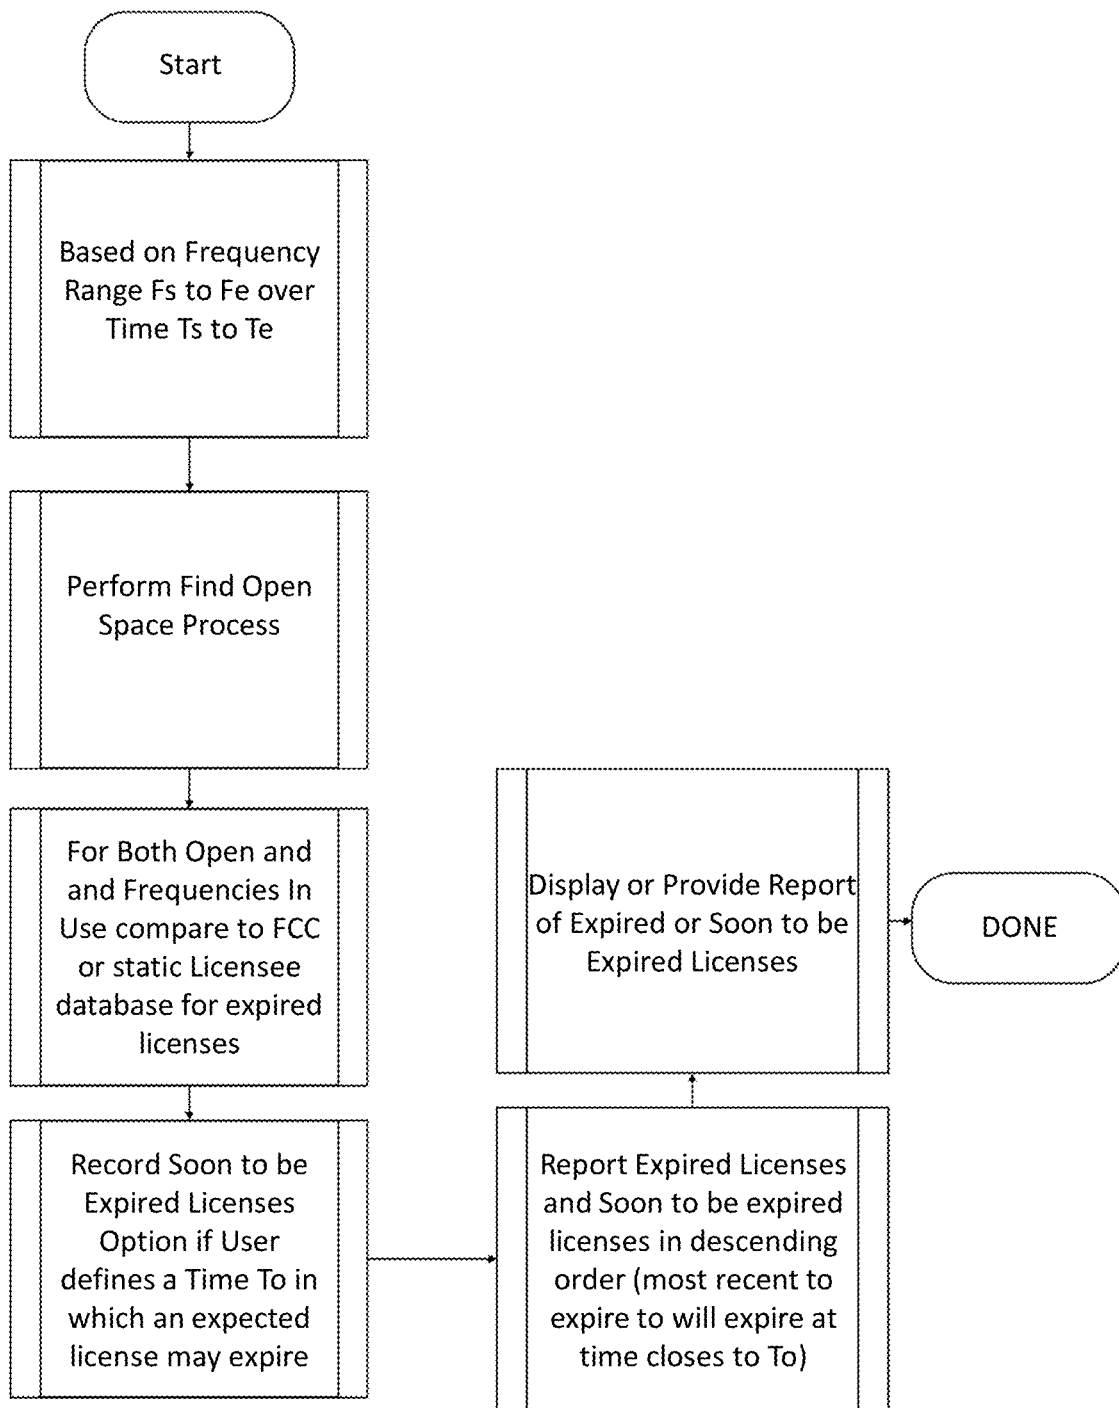 Start
Based on Frequency
Range Fs to Fe over
Time Ts to Te
Perform Find Open
Space Process
For Both Open and
and Frequencies In
Use compare to FCC
or static Licensee
database for expired
licenses
Record Soon to be
Expired Licenses
Option if User
defines a Time To in
which an expected
license may expire
Report Expired Licenses
and Soon to be expired
licenses in descending
order (most recent to
expire to will expire at
time closes to To)
Display or Provide Report
of Expired or Soon to be
Expired Licenses
DONE